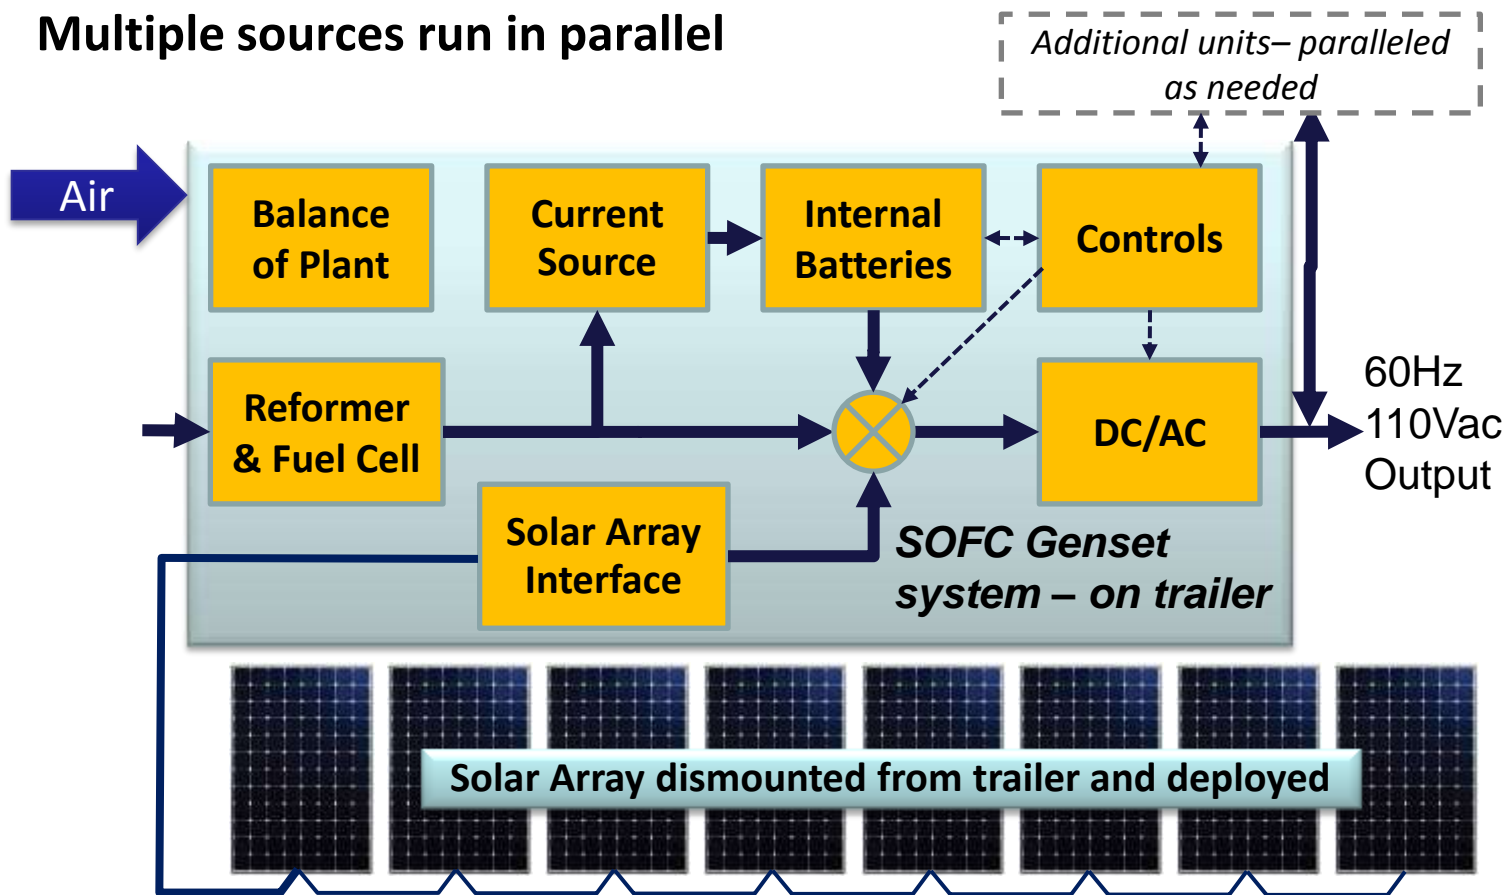 Multiple sources run in parallel
Additional units– paralleled
as needed
Air
Balance
of Plant
Current
Source
Internal
Batteries
Controls
Reformer
& Fuel Cell
DC/AC
60Hz
110Vac
Output
Solar Array
Interface
SOFC Genset
system – on trailer
Solar Array dismounted from trailer and deployed